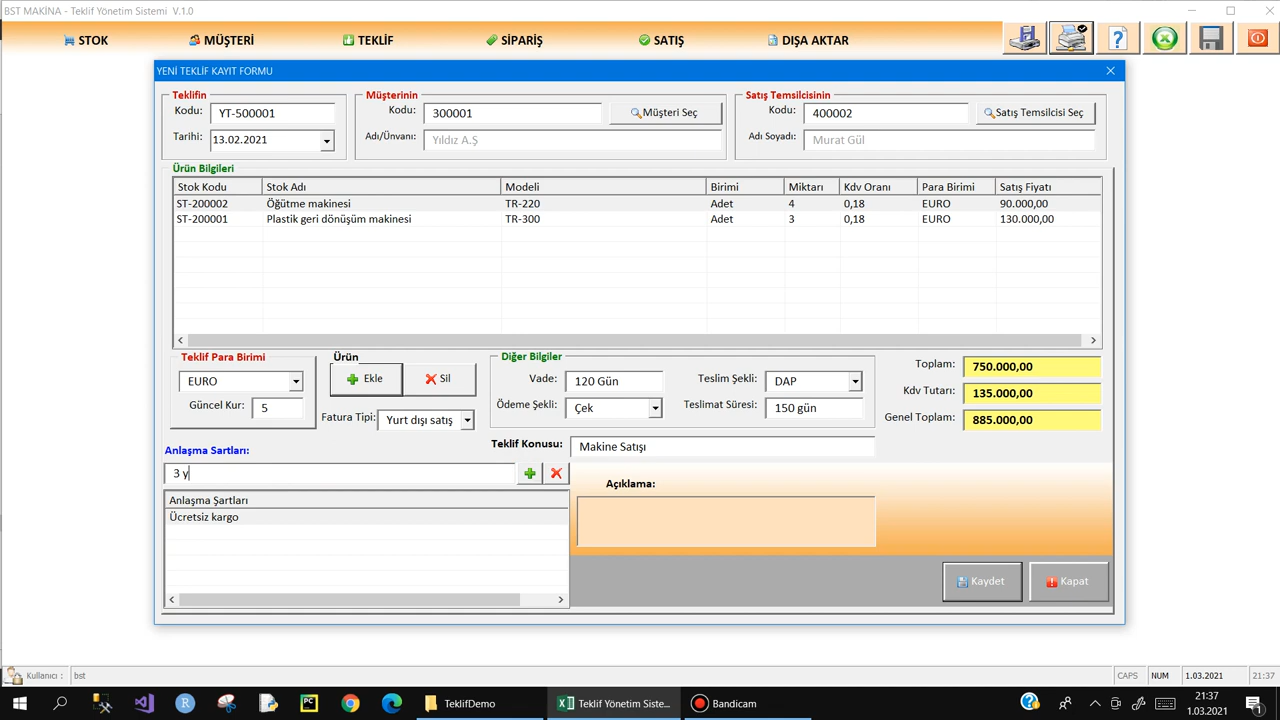 BST MAKİNA - Teklif Yönetim Sistemi V.1.0
STOK MÜŞTERİ TEKLİF SİPARİŞ SATIŞ DIŞA AKTAR
YENİ TEKLİF KAYIT FORMU
Teklifin Müşterinin Satış Temsilcisinin
Kodu: YT-500001 Kodu: 300001 Müşteri Seç Kodu: 400002 Satış Temsilcisi Seç
Tarihi: 13.02.2021 Adı/Ünvanı: Yıldız A.Ş Adı Soyadı: Murat Gül
Ürün Bilgileri
Stok Kodu Stok Adı Modeli Birimi Miktarı Kdv Oranı Para Birimi Satış Fiyatı
ST-200002 Öğütme makinesi TR-220 Adet 4 0,18 EURO 90.000,00
ST-200001 Plastik geri dönüşüm makinesi TR-300 Adet 3 0,18 EURO 130.000,00
Teklif Para Birimi Ürün Diğer Bilgiler
EURO Ekle Sil Vade: 120 Gün Teslim Şekli: DAP Toplam: 750.000,00
Güncel Kur: 5 Fatura Tipi: Yurt dışı satış Ödeme Şekli: Çek Teslimat Süresi: 150 gün Kdv Tutarı: 135.000,00
Genel Toplam: 885.000,00
Anlaşma Sartları: Teklif Konusu: Makine Satışı
3 y
Açıklama:
Anlaşma Şartları
Ücretsiz kargo
Kaydet Kapat
Kullanıcı : bst CAPS NUM 1.03.2021 21:37
TeklifDemo Teklif Yönetim Siste... Bandicam 21:37
1.03.2021